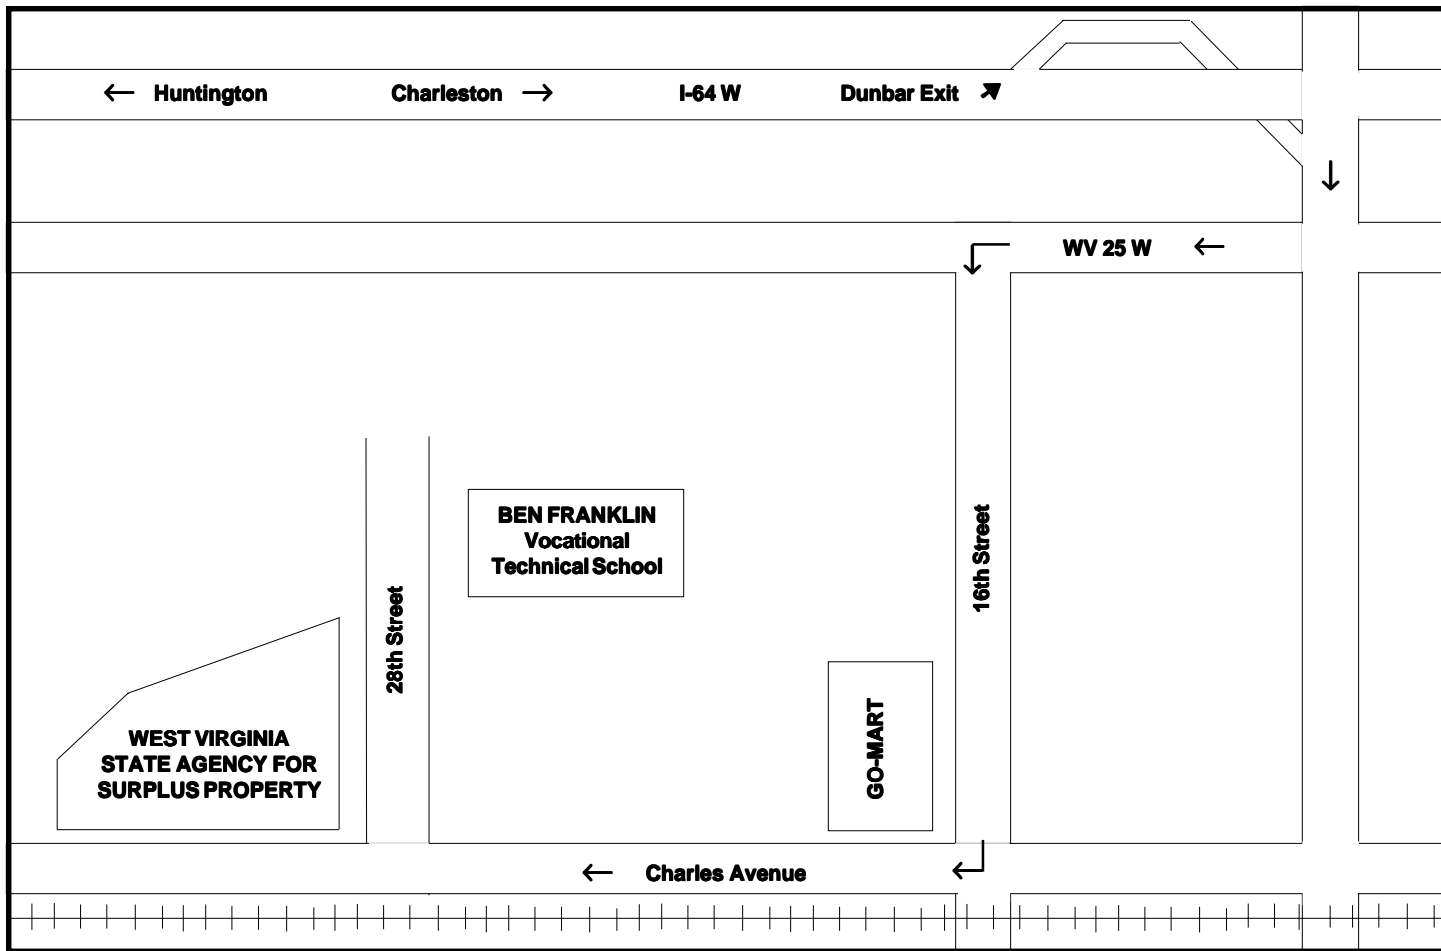 ← Huntington Charleston → I-64 W Dunbar Exit
WV 25 W ←
BEN FRANKLIN
Vocational
Technical School
16th Street
28th Street
WEST VIRGINIA
STATE AGENCY FOR
SURPLUS PROPERTY
GO-MART
← Charles Avenue